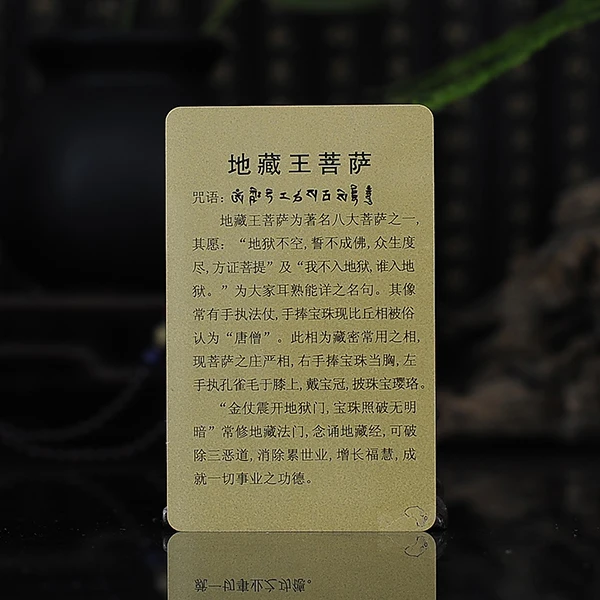 地藏王菩萨
咒语:
地藏王菩萨为著名八大菩萨之一,
其愿: “地狱不空, 誓不成佛, 众生度
尽, 方证菩提” 及 “我不入地狱, 谁入地
狱。” 为大家耳熟能详之名句。其像
常有手执法仗, 手捧宝珠现比丘相被俗
认为 “唐僧” 。此相为藏密常用之相,
现菩萨之庄严相, 右手捧宝珠当胸, 左
手执孔雀毛于膝上, 戴宝冠, 披珠宝璎珞。
“金仗震开地狱门, 宝珠照破无明
暗” 常修地藏法门, 念诵地藏经, 可破
除三恶道, 消除累世业, 增长福慧, 成
就一切事业之功德。